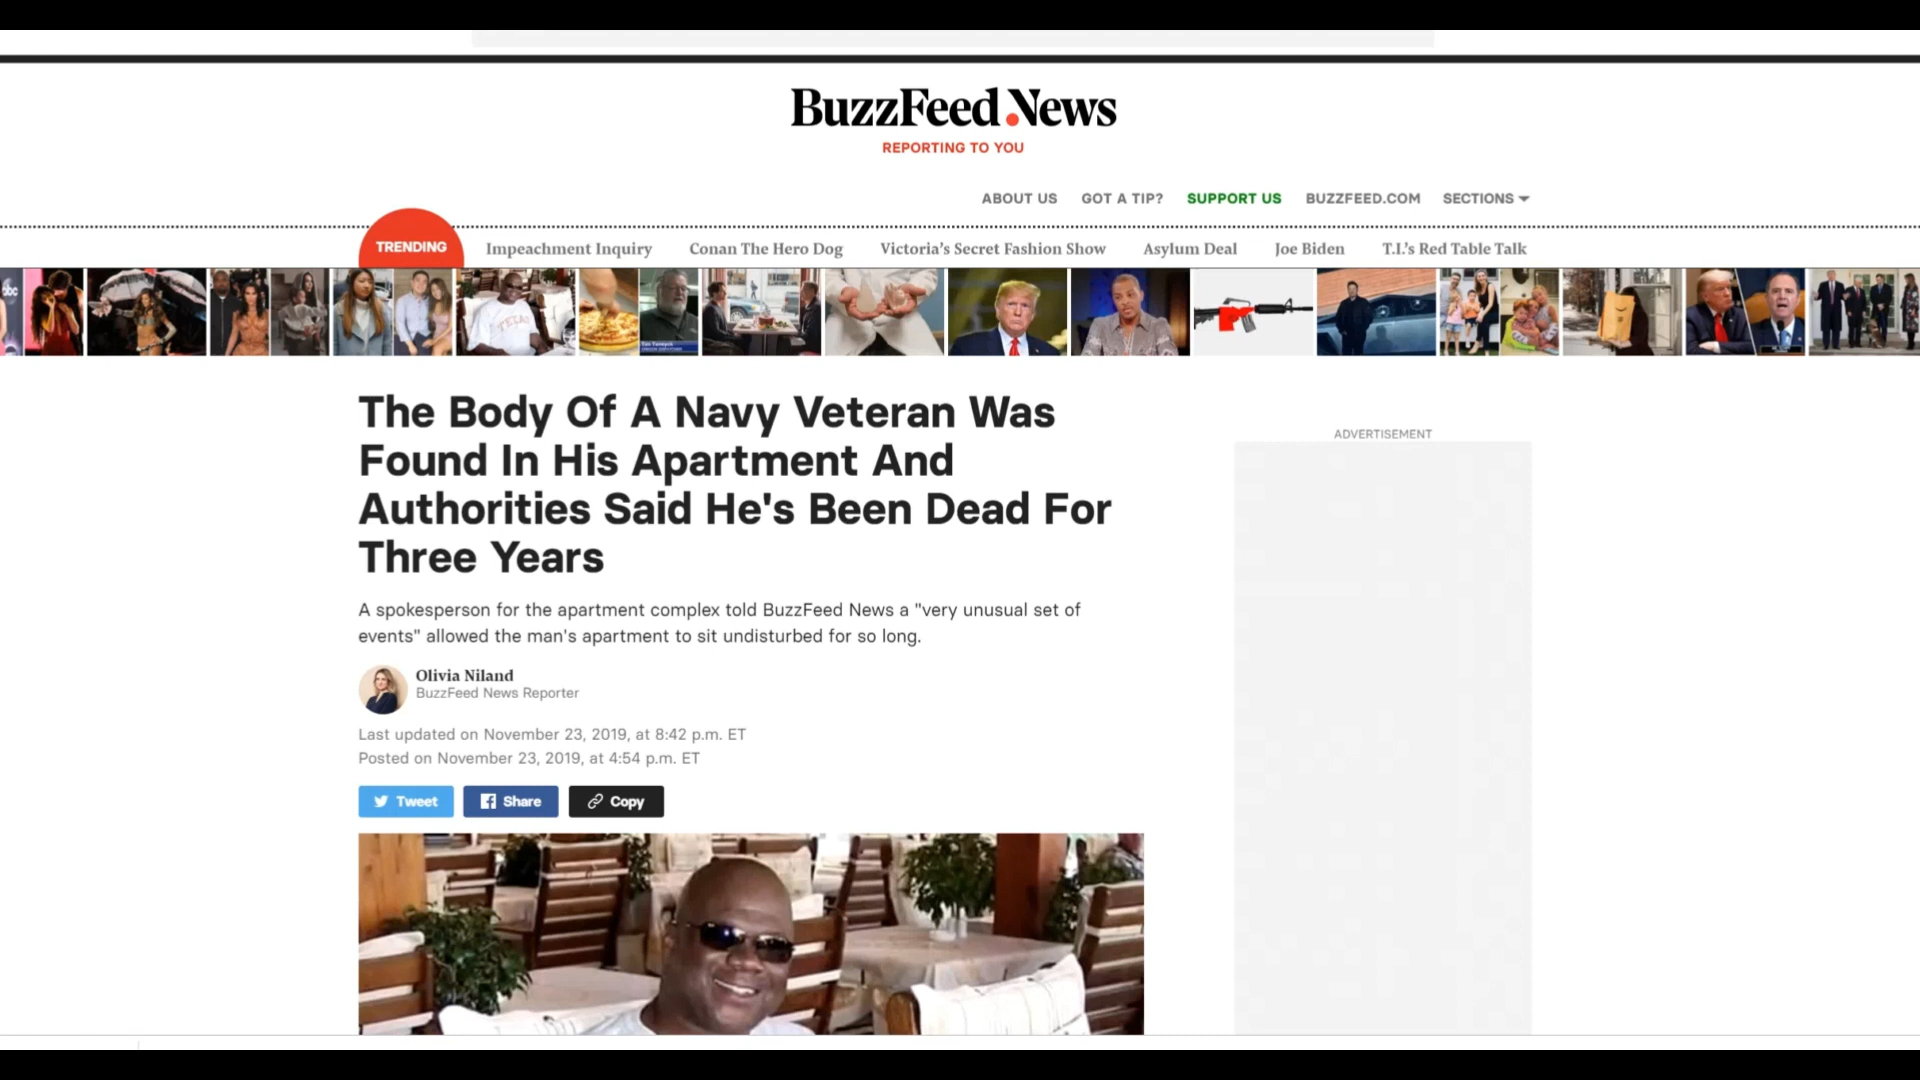 BuzzFeed News
REPORTING TO YOU
ABOUT US GOT A TIP? SUPPORT US BUZZFEED.COM SECTIONS
TRENDING Impeachment Inquiry Conan The Hero Dog Victoria's Secret Fashion Show Asylum Deal Joe Biden T.I.'s Red Table Talk
abc
TEXAS
The Body Of A Navy Veteran Was
Found In His Apartment And
Authorities Said He's Been Dead For
Three Years
ADVERTISEMENT
A spokesperson for the apartment complex told BuzzFeed News a "very unusual set of
events" allowed the man's apartment to sit undisturbed for so long.
Olivia Niland
BuzzFeed News Reporter
Last updated on November 23, 2019, at 8:42 p.m. ET
Posted on November 23, 2019, at 4:54 p.m. ET
Tweet Share Copy